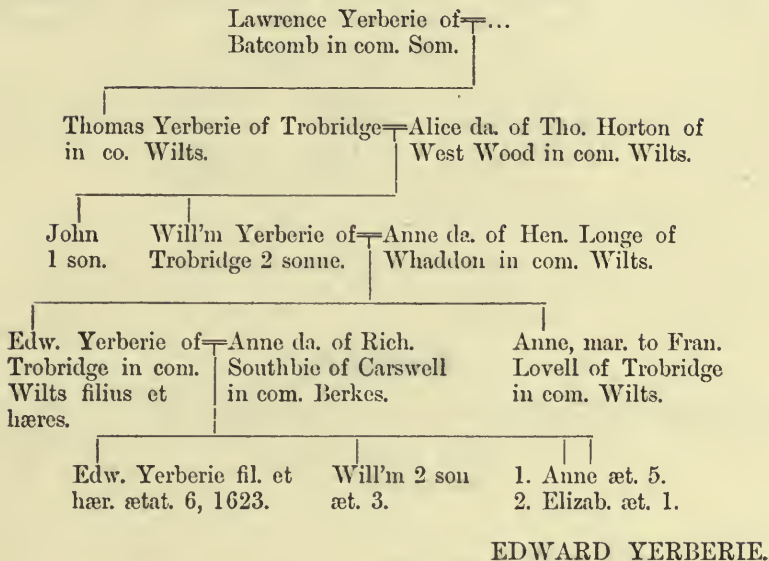 Lawrence Yerberie of=...
Batcomb in com. Som.
Thomas Yerberie of Trobridge=Alice da. of Tho. Horton of
in co. Wilts. West Wood in com. Wilts.
John Will'm Yerberie of=Anne da. of Hen. Longe of
1 son. Trobridge 2 sonne. Whaddon in com. Wilts.
Edw. Yerberie of=Anne da. of Rich. Anne, mar. to Fran.
Trobridge in com. Southbie of Carswell Lovell of Trobridge
Wilts filius et in com. Berkes. in com. Wilts.
hæres.
Edw. Yerberie fil. et Will'm 2 son 1. Anne æt. 5.
hær. ætat. 6, 1623. æt. 3. 2. Elizab. æt. 1.
EDWARD YERBERIE.